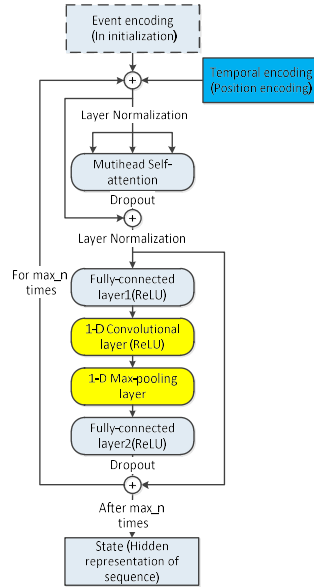 Event encoding
(In initialization)
Temporal encoding
(Position encoding)
Layer Normalization
Mutihead Self-
attention
Dropout
Layer Normalization
For max_n
times
Fully-connected
layer1(ReLU)
1-D Convolutional
layer (ReLU)
1-D Max-pooling
layer
Fully-connected
layer2(ReLU)
Dropout
After max_n
times
State (Hidden
representation of
sequence)